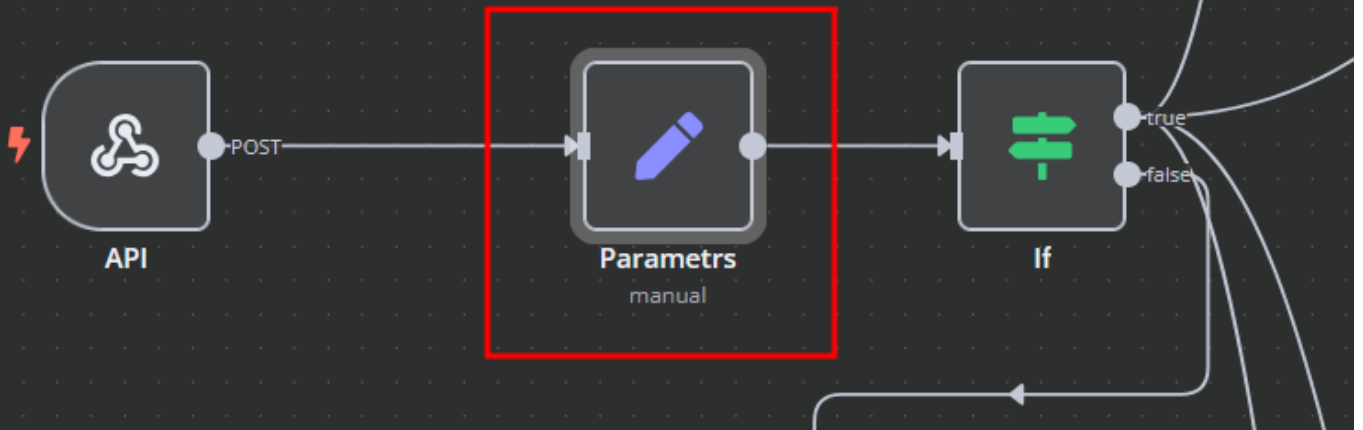 POST
true
false
API
Parametrs
If
manual